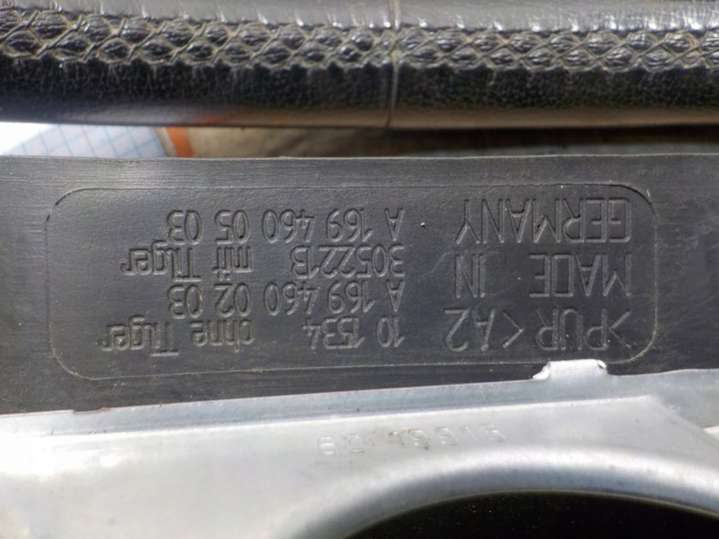 >PUR< A2
10 1534 ohne Tiger
A 169 460 02 03
MADE IN
305221B mit Tiger
GERMANY
A 169 460 05 03